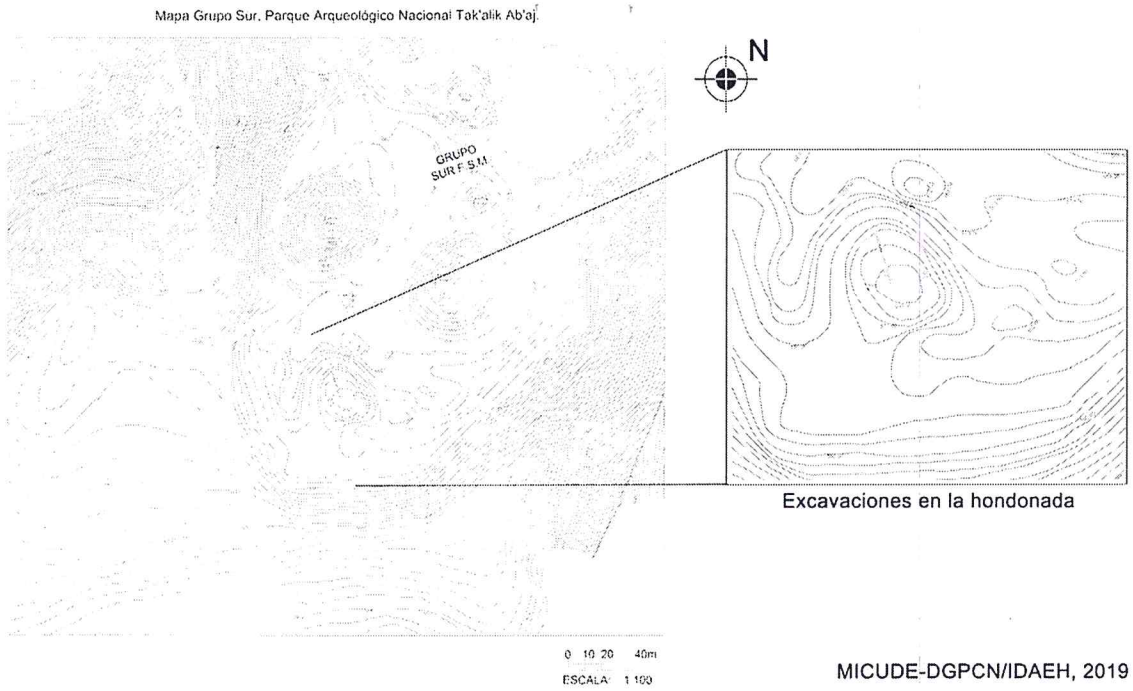 Mapa Grupo Sur. Parque Arqueológico Nacional Tak'alik Ab'aj.
N
GRUPO
SUR F.S.M.
Excavaciones en la hondonada
0 10 20 40m
ESCALA: 1:100
MICUDE-DGPCN/IDAEH, 2019